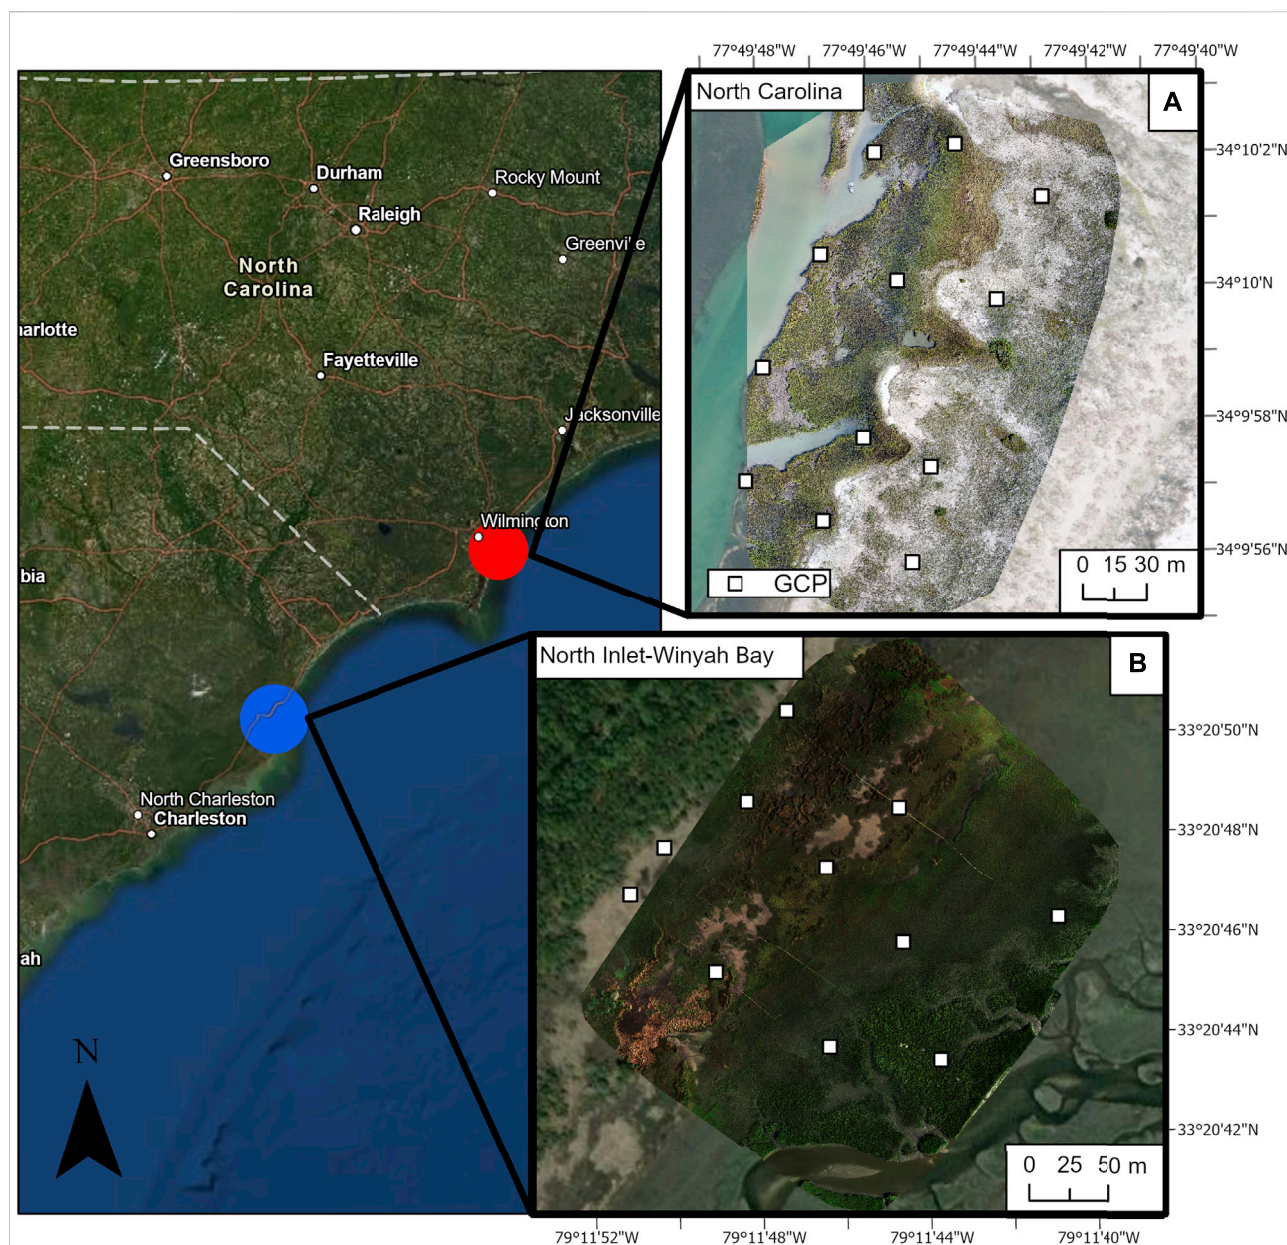 77°49'48"W 77°49'46"W 77°49'44"W 77°49'42"W 77°49'40"W
North Carolina
A
34°10'2"N
34°10'N
34°9'58"N
34°9'56"N
GCP
0 15 30 m
Greensboro
Durham
Raleigh
Rocky Mount
Greenville
North
Carolina
harlotte
Fayetteville
Jacksonville
Wilmington
bia
North Charleston
Charleston
ah
N
North Inlet-Winyah Bay
B
33°20'50"N
33°20'48"N
33°20'46"N
33°20'44"N
33°20'42"N
0 25 50 m
79°11'52"W 79°11'48"W 79°11'44"W 79°11'40"W